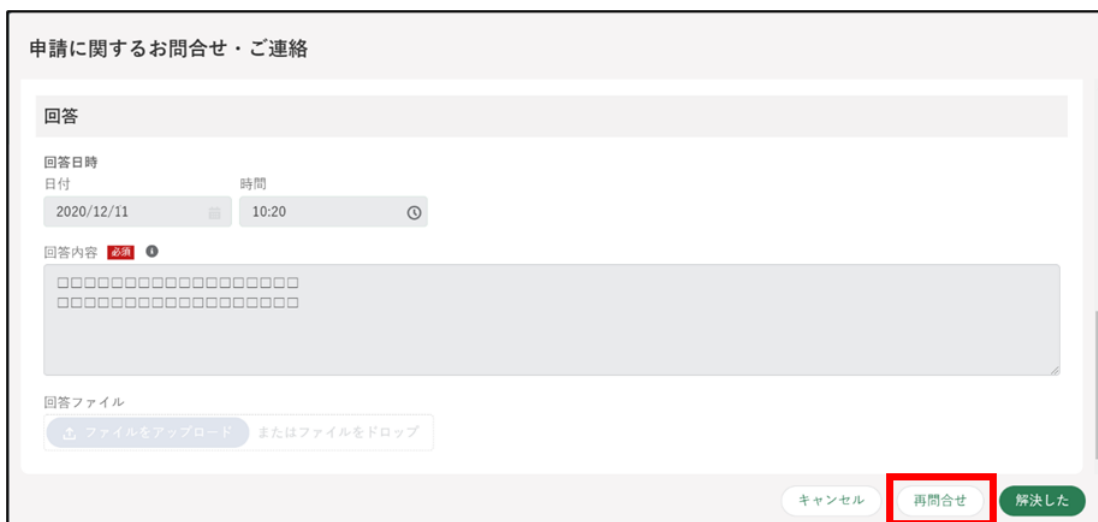 申請に関するお問合せ・ご連絡
回答
回答日時
日付 時間
2020/12/11 10:20
回答内容 必須
□□□□□□□□□□□□□□□□□□
□□□□□□□□□□□□□□□□□□
回答ファイル
ファイルをアップロード またはファイルをドロップ
キャンセル 再問合せ 解決した